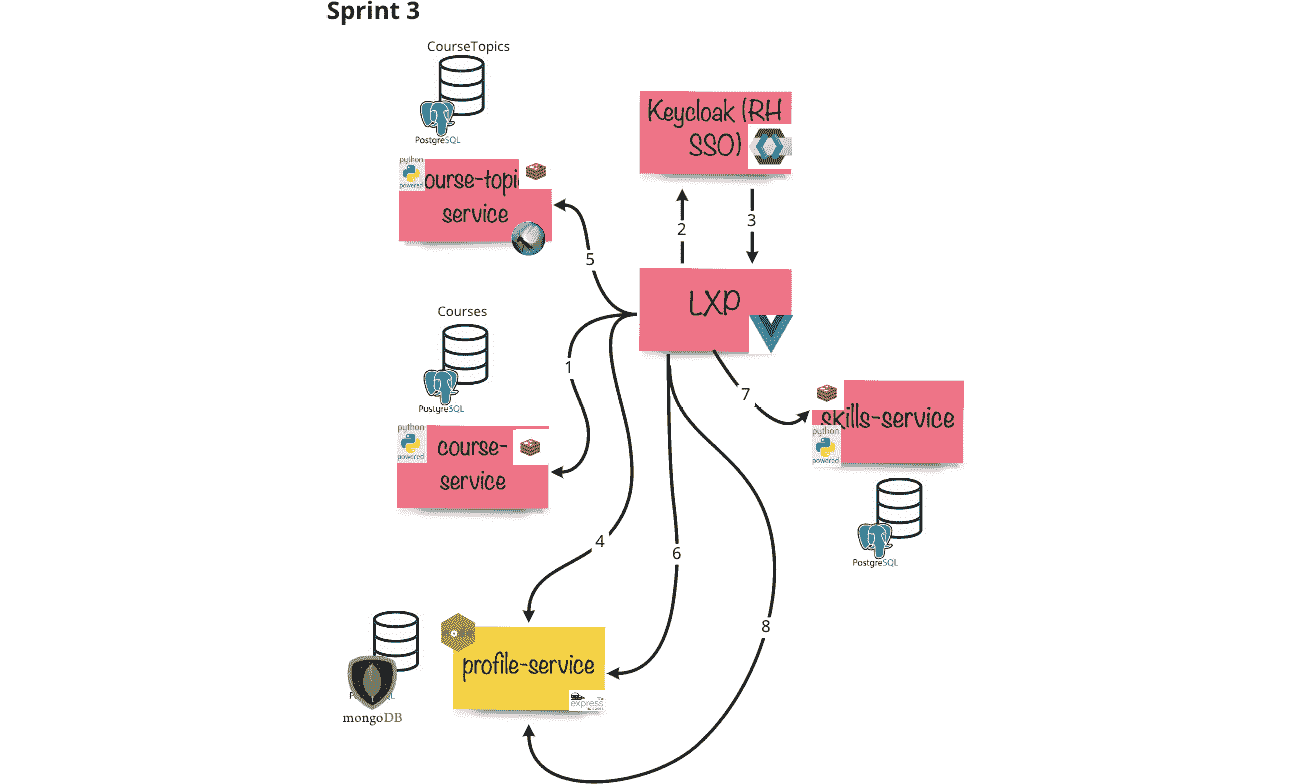 Sprint 3
CourseTopics
PostgreSQL
python
powered
ourse-topi
service
Keycloak (RH
SSO)
2
3
5
LXP
Courses
1
PostgreSQL
7
python
powered
course-
service
skills-service
python
powered
PostgreSQL
4
6
8
profile-service
express
mongoDB